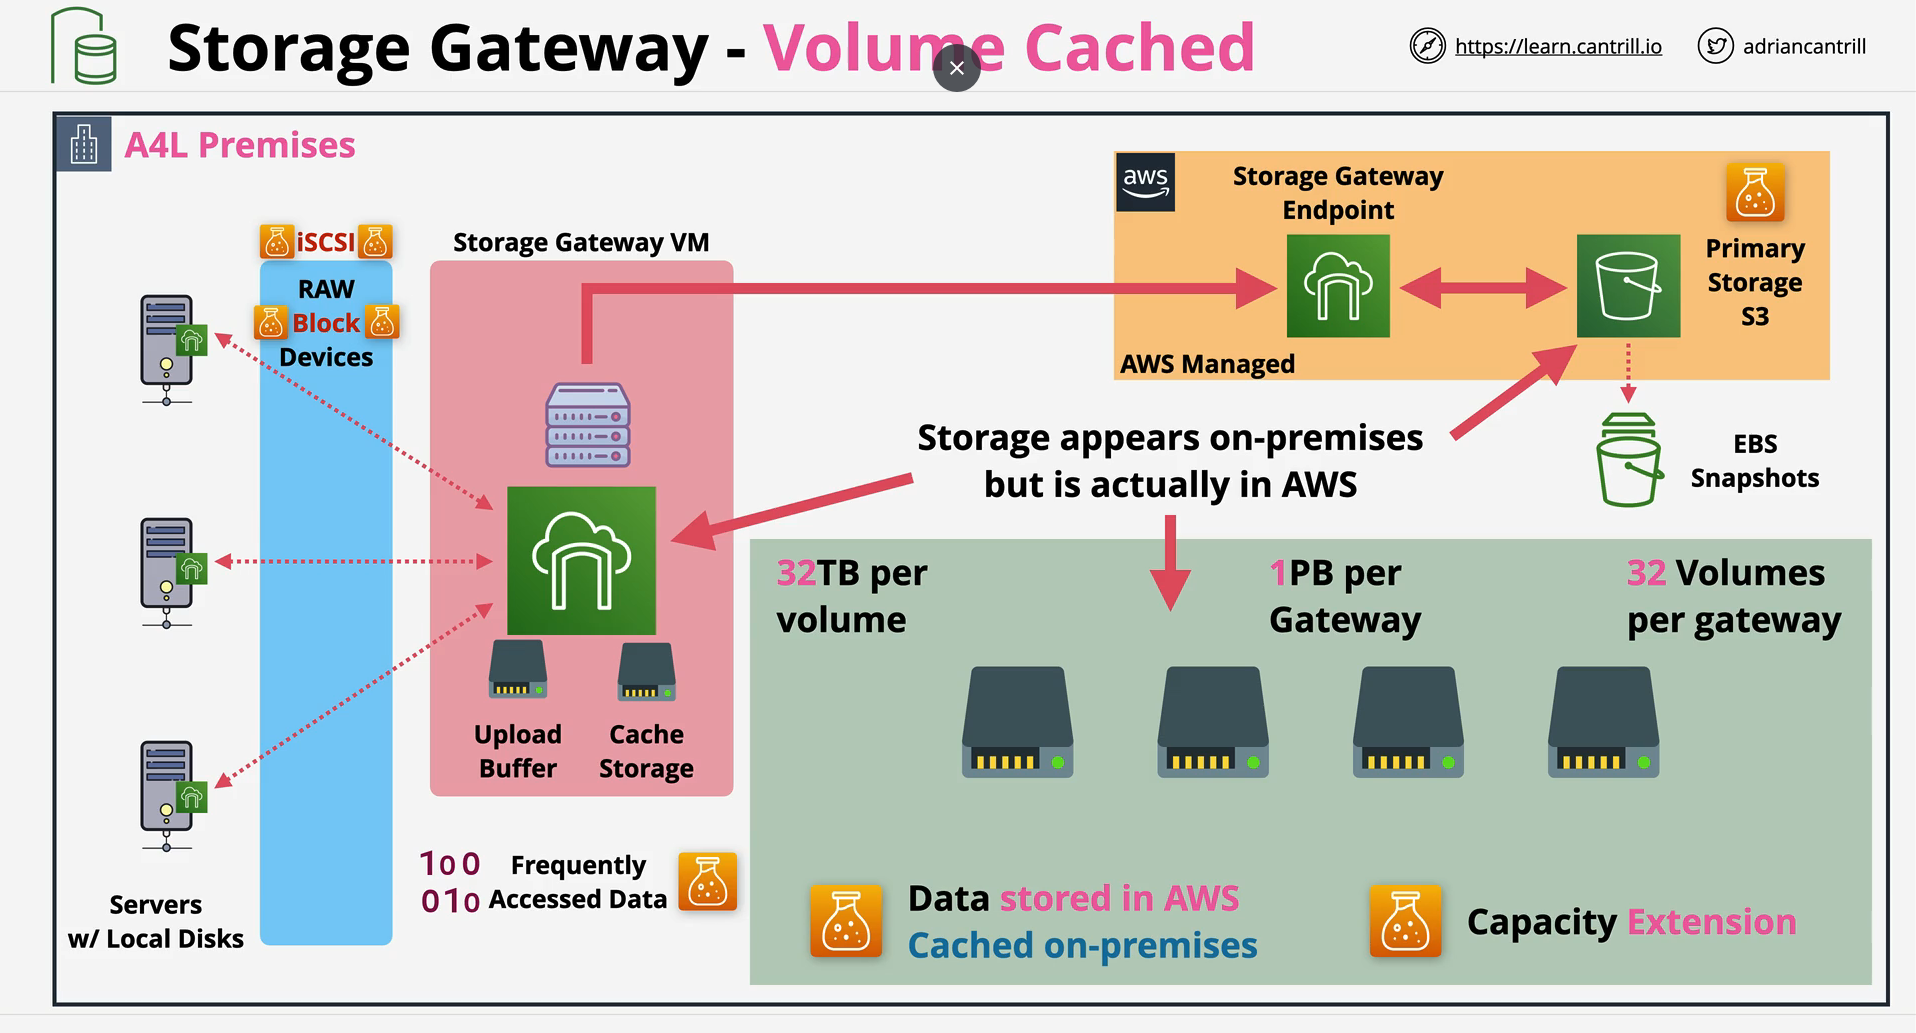 Storage Gateway - Volume Cached
https://learn.cantrill.io
adriancantrill
A4L Premises
iSCSI
RAW
Block
Devices
Servers
w/ Local Disks
Storage Gateway VM
Upload
Buffer
Cache
Storage
100
010
Frequently
Accessed Data
aws
Storage Gateway
Endpoint
AWS Managed
Primary
Storage
S3
EBS
Snapshots
Storage appears on-premises
but is actually in AWS
32TB per
volume
1PB per
Gateway
32 Volumes
per gateway
Data stored in AWS
Cached on-premises
Capacity Extension